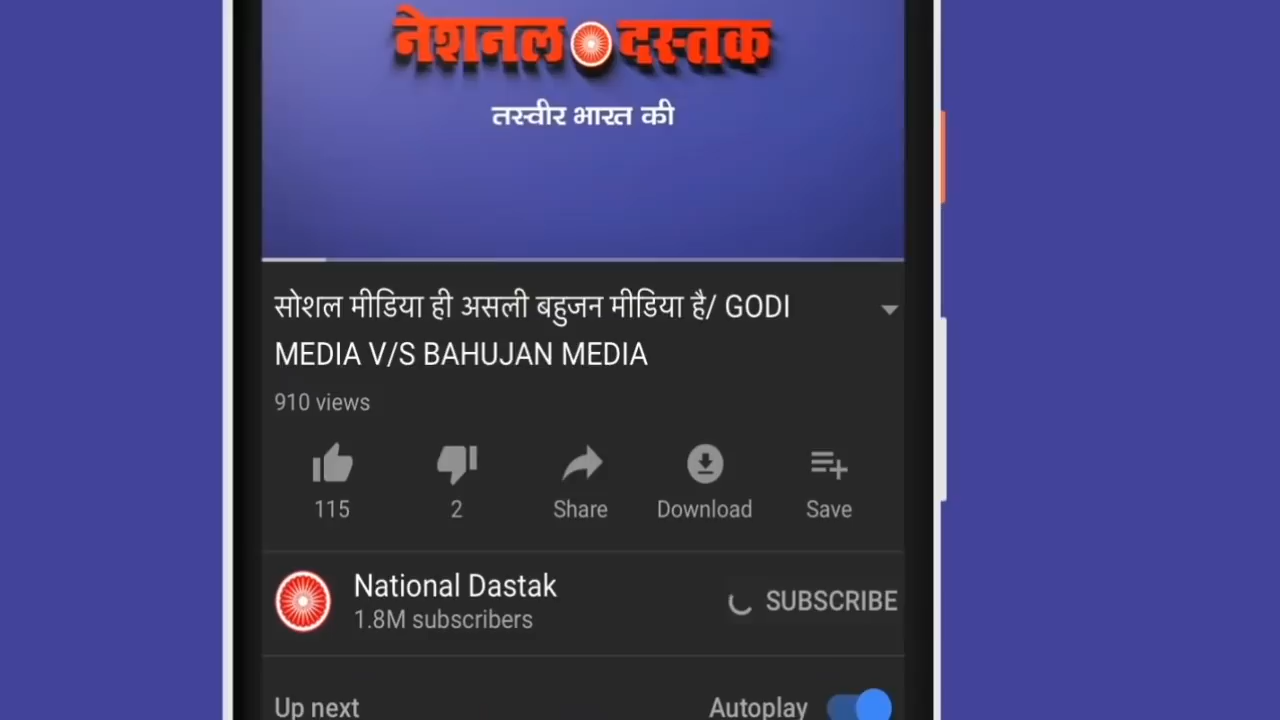 नेशनल दस्तक
तस्वीर भारत की
सोशल मीडिया ही असली बहुजन मीडिया है/ GODI
MEDIA V/S BAHUJAN MEDIA
910 views
115
2
Share
Download
Save
National Dastak
1.8M subscribers
SUBSCRIBE
Up next
Autoplay